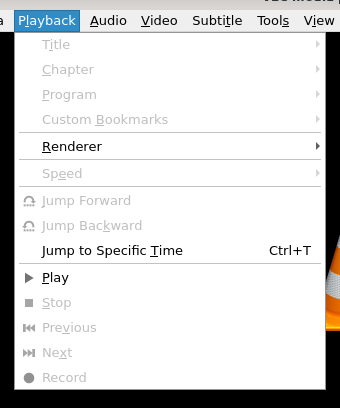 a Playback Audio Video Subtitle Tools View
Title
Chapter
Program
Custom Bookmarks
Renderer
Speed
Jump Forward
Jump Backward
Jump to Specific Time Ctrl+T
Play
Stop
Previous
Next
Record